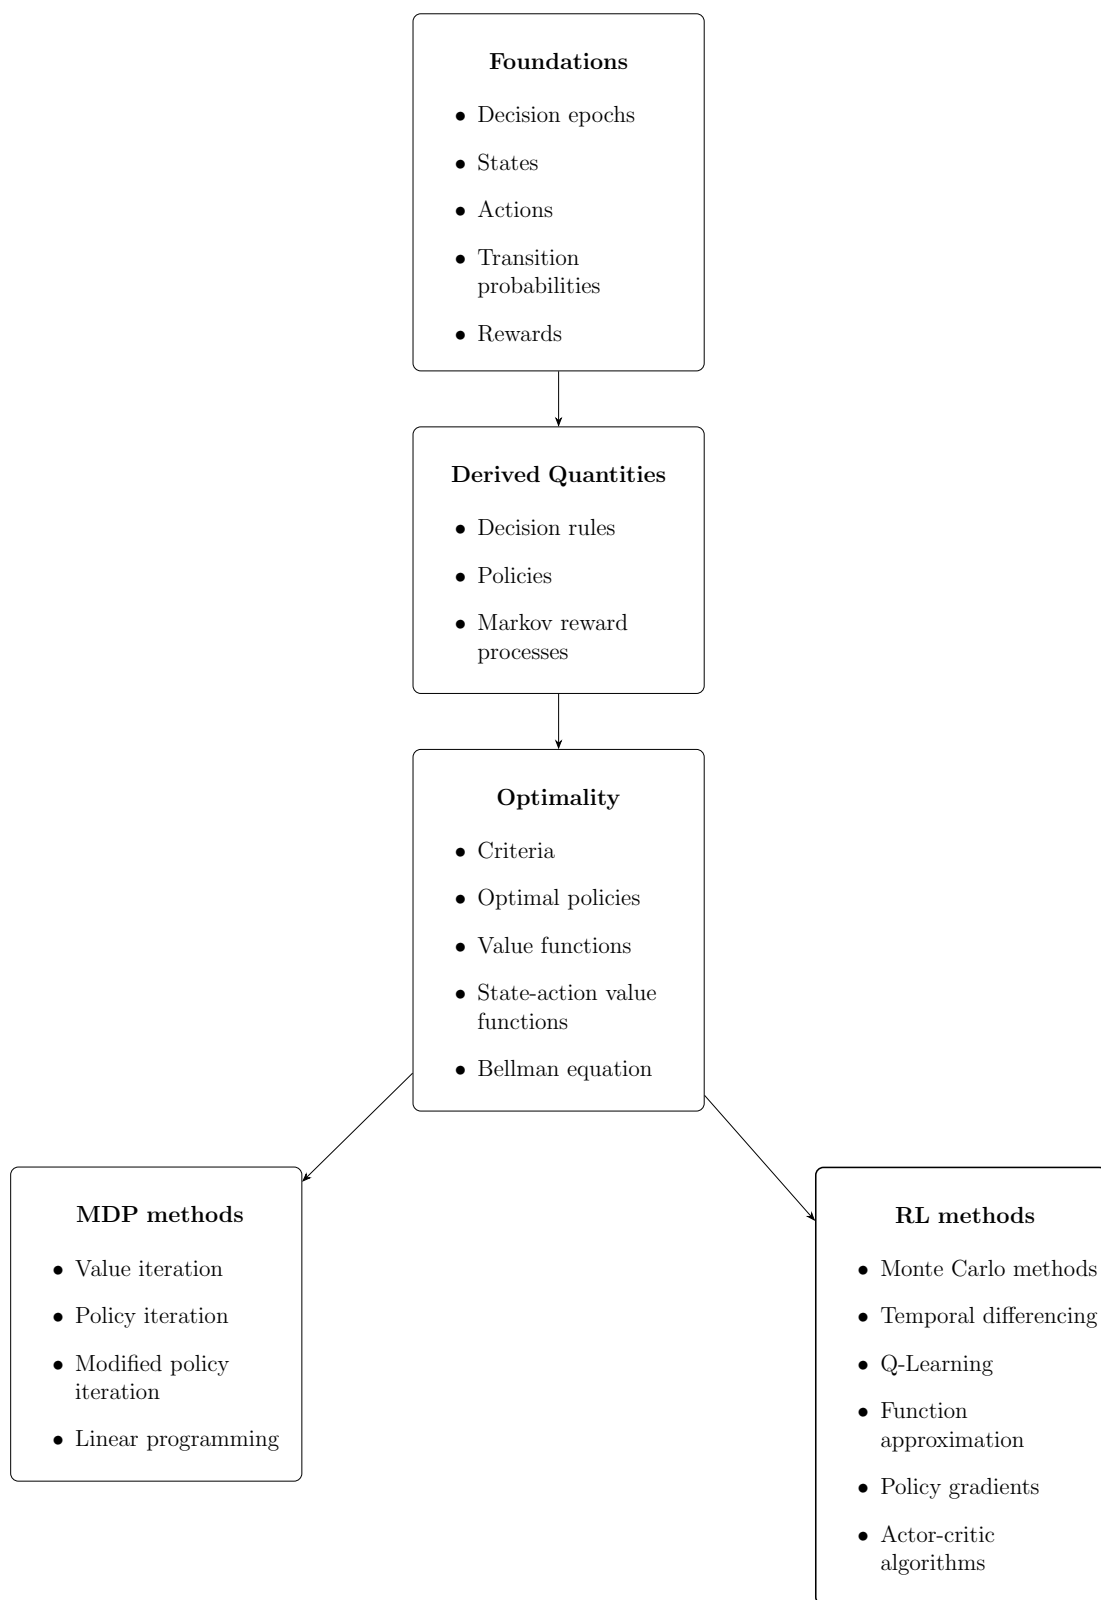 Foundations
• Decision epochs
• States
• Actions
• Transition
probabilities
• Rewards
Derived Quantities
• Decision rules
• Policies
• Markov reward
processes
Optimality
• Criteria
• Optimal policies
• Value functions
• State-action value
functions
• Bellman equation
MDP methods
• Value iteration
• Policy iteration
• Modified policy
iteration
• Linear programming
RL methods
• Monte Carlo methods
• Temporal differencing
• Q-Learning
• Function
approximation
• Policy gradients
• Actor-critic
algorithms